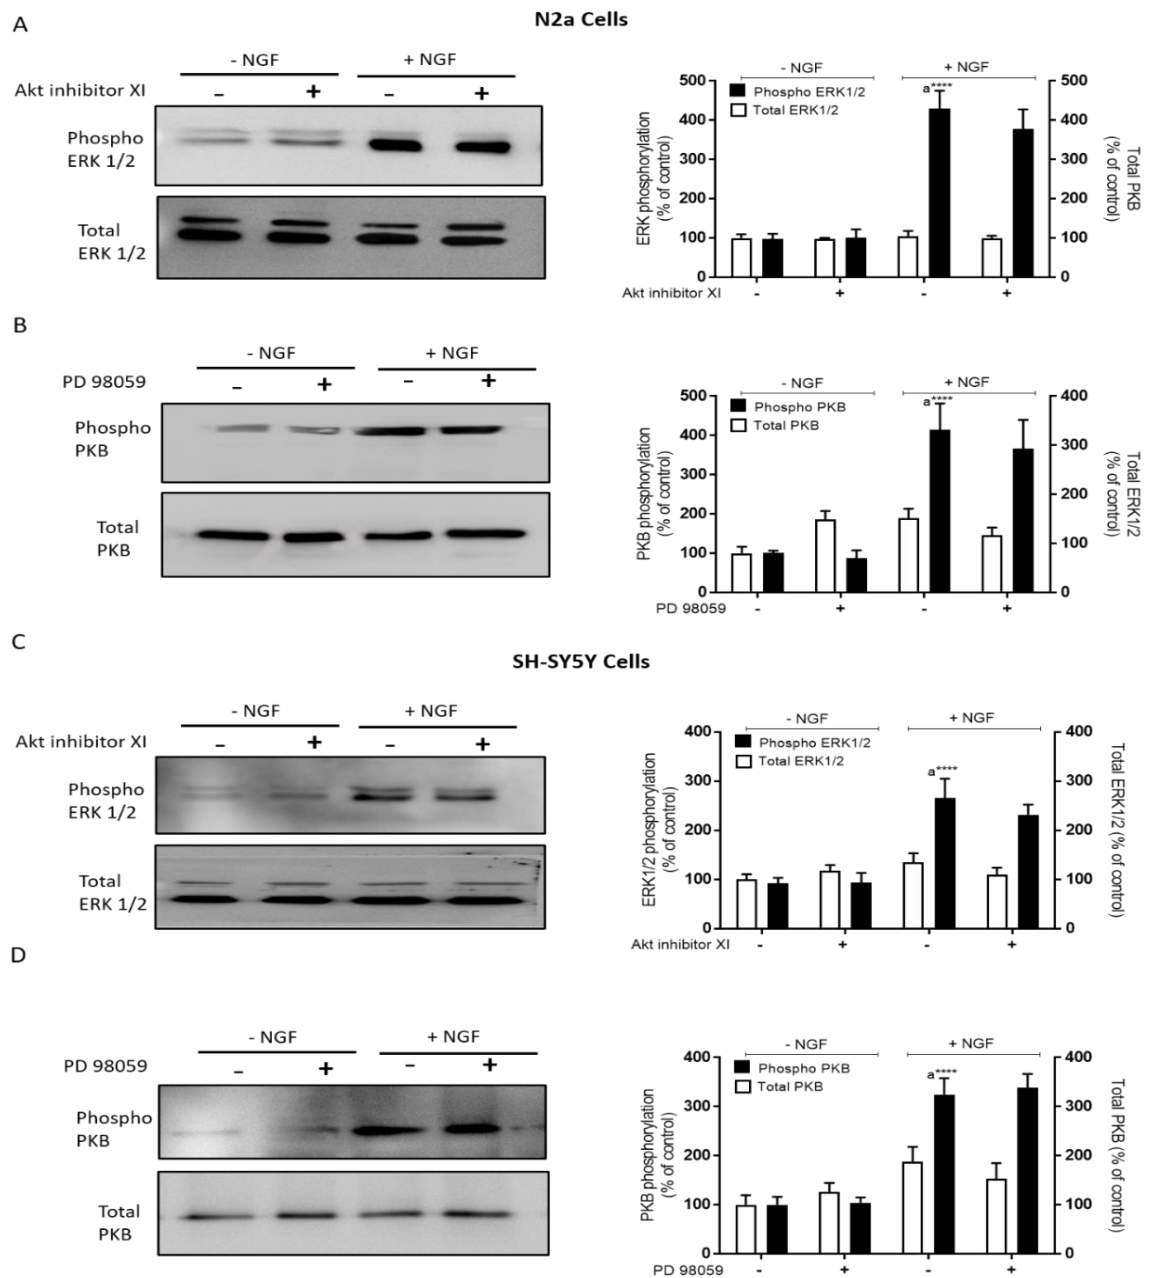 N2a Cells
A
- NGF
+ NGF
Akt inhibitor XI
– + – +
Phospho
ERK 1/2
Total
ERK 1/2
- NGF
+ NGF
Phospho ERK1/2
Total ERK1/2
a****
ERK phosphorylation
(% of control)
500
400
300
200
100
0
Total PKB
(% of control)
500
400
300
200
100
0
Akt inhibitor XI
- + - +
B
- NGF
+ NGF
PD 98059
– + – +
Phospho
PKB
Total
PKB
- NGF
+ NGF
Phospho PKB
Total PKB
a****
PKB phosphorylation
(% of control)
500
400
300
200
100
0
Total ERK1/2
(% of control)
400
300
200
100
0
PD 98059
- + - +
C
SH-SY5Y Cells
- NGF
+ NGF
Akt inhibitor XI
– + – +
Phospho
ERK 1/2
Total
ERK 1/2
- NGF
+ NGF
Phospho ERK1/2
Total ERK1/2
a****
ERK1/2 phosphorylation
(% of control)
400
300
200
100
0
Total ERK1/2 (% of control)
400
300
200
100
0
Akt inhibitor XI
- + - +
D
- NGF
+ NGF
PD 98059
– + – +
Phospho
PKB
Total
PKB
- NGF
+ NGF
Phospho PKB
Total PKB
a****
PKB phosphorylation
(% of control)
400
300
200
100
0
Total PKB (% of control)
400
300
200
100
0
PD 98059
- + - +